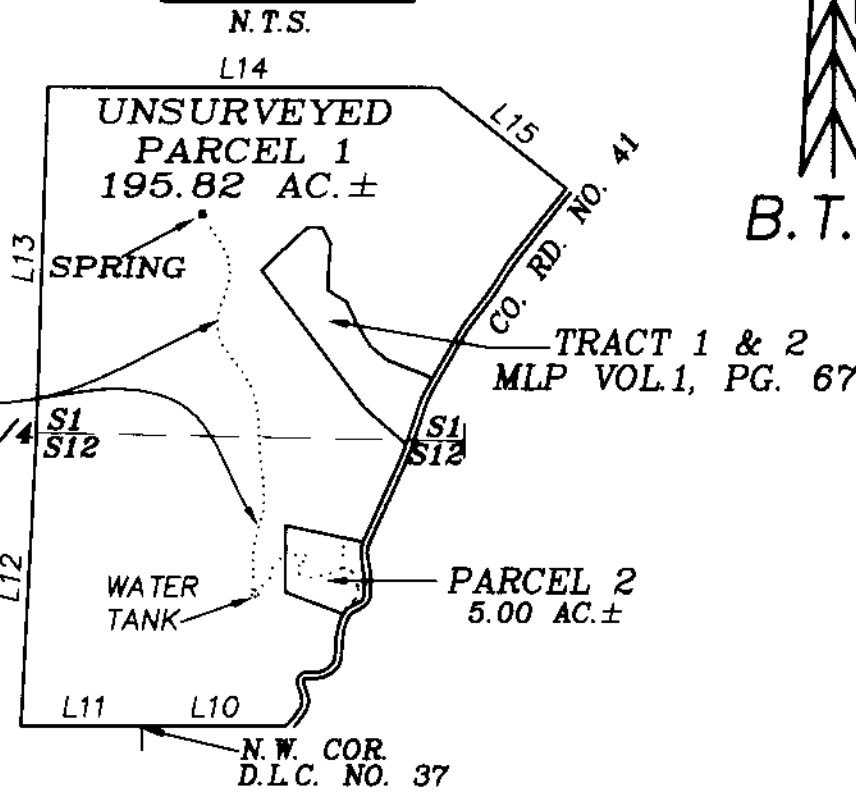 N.T.S.
L14
UNSURVEYED
PARCEL 1
195.82 AC.±
L15
CO. RD. NO. 41
B.T.
L13
SPRING
TRACT 1 & 2
MLP VOL.1, PG. 67
/4
S1
S12
S1
S12
L12
WATER
TANK
PARCEL 2
5.00 AC.±
L11
L10
N.W. COR.
D.L.C. NO. 37